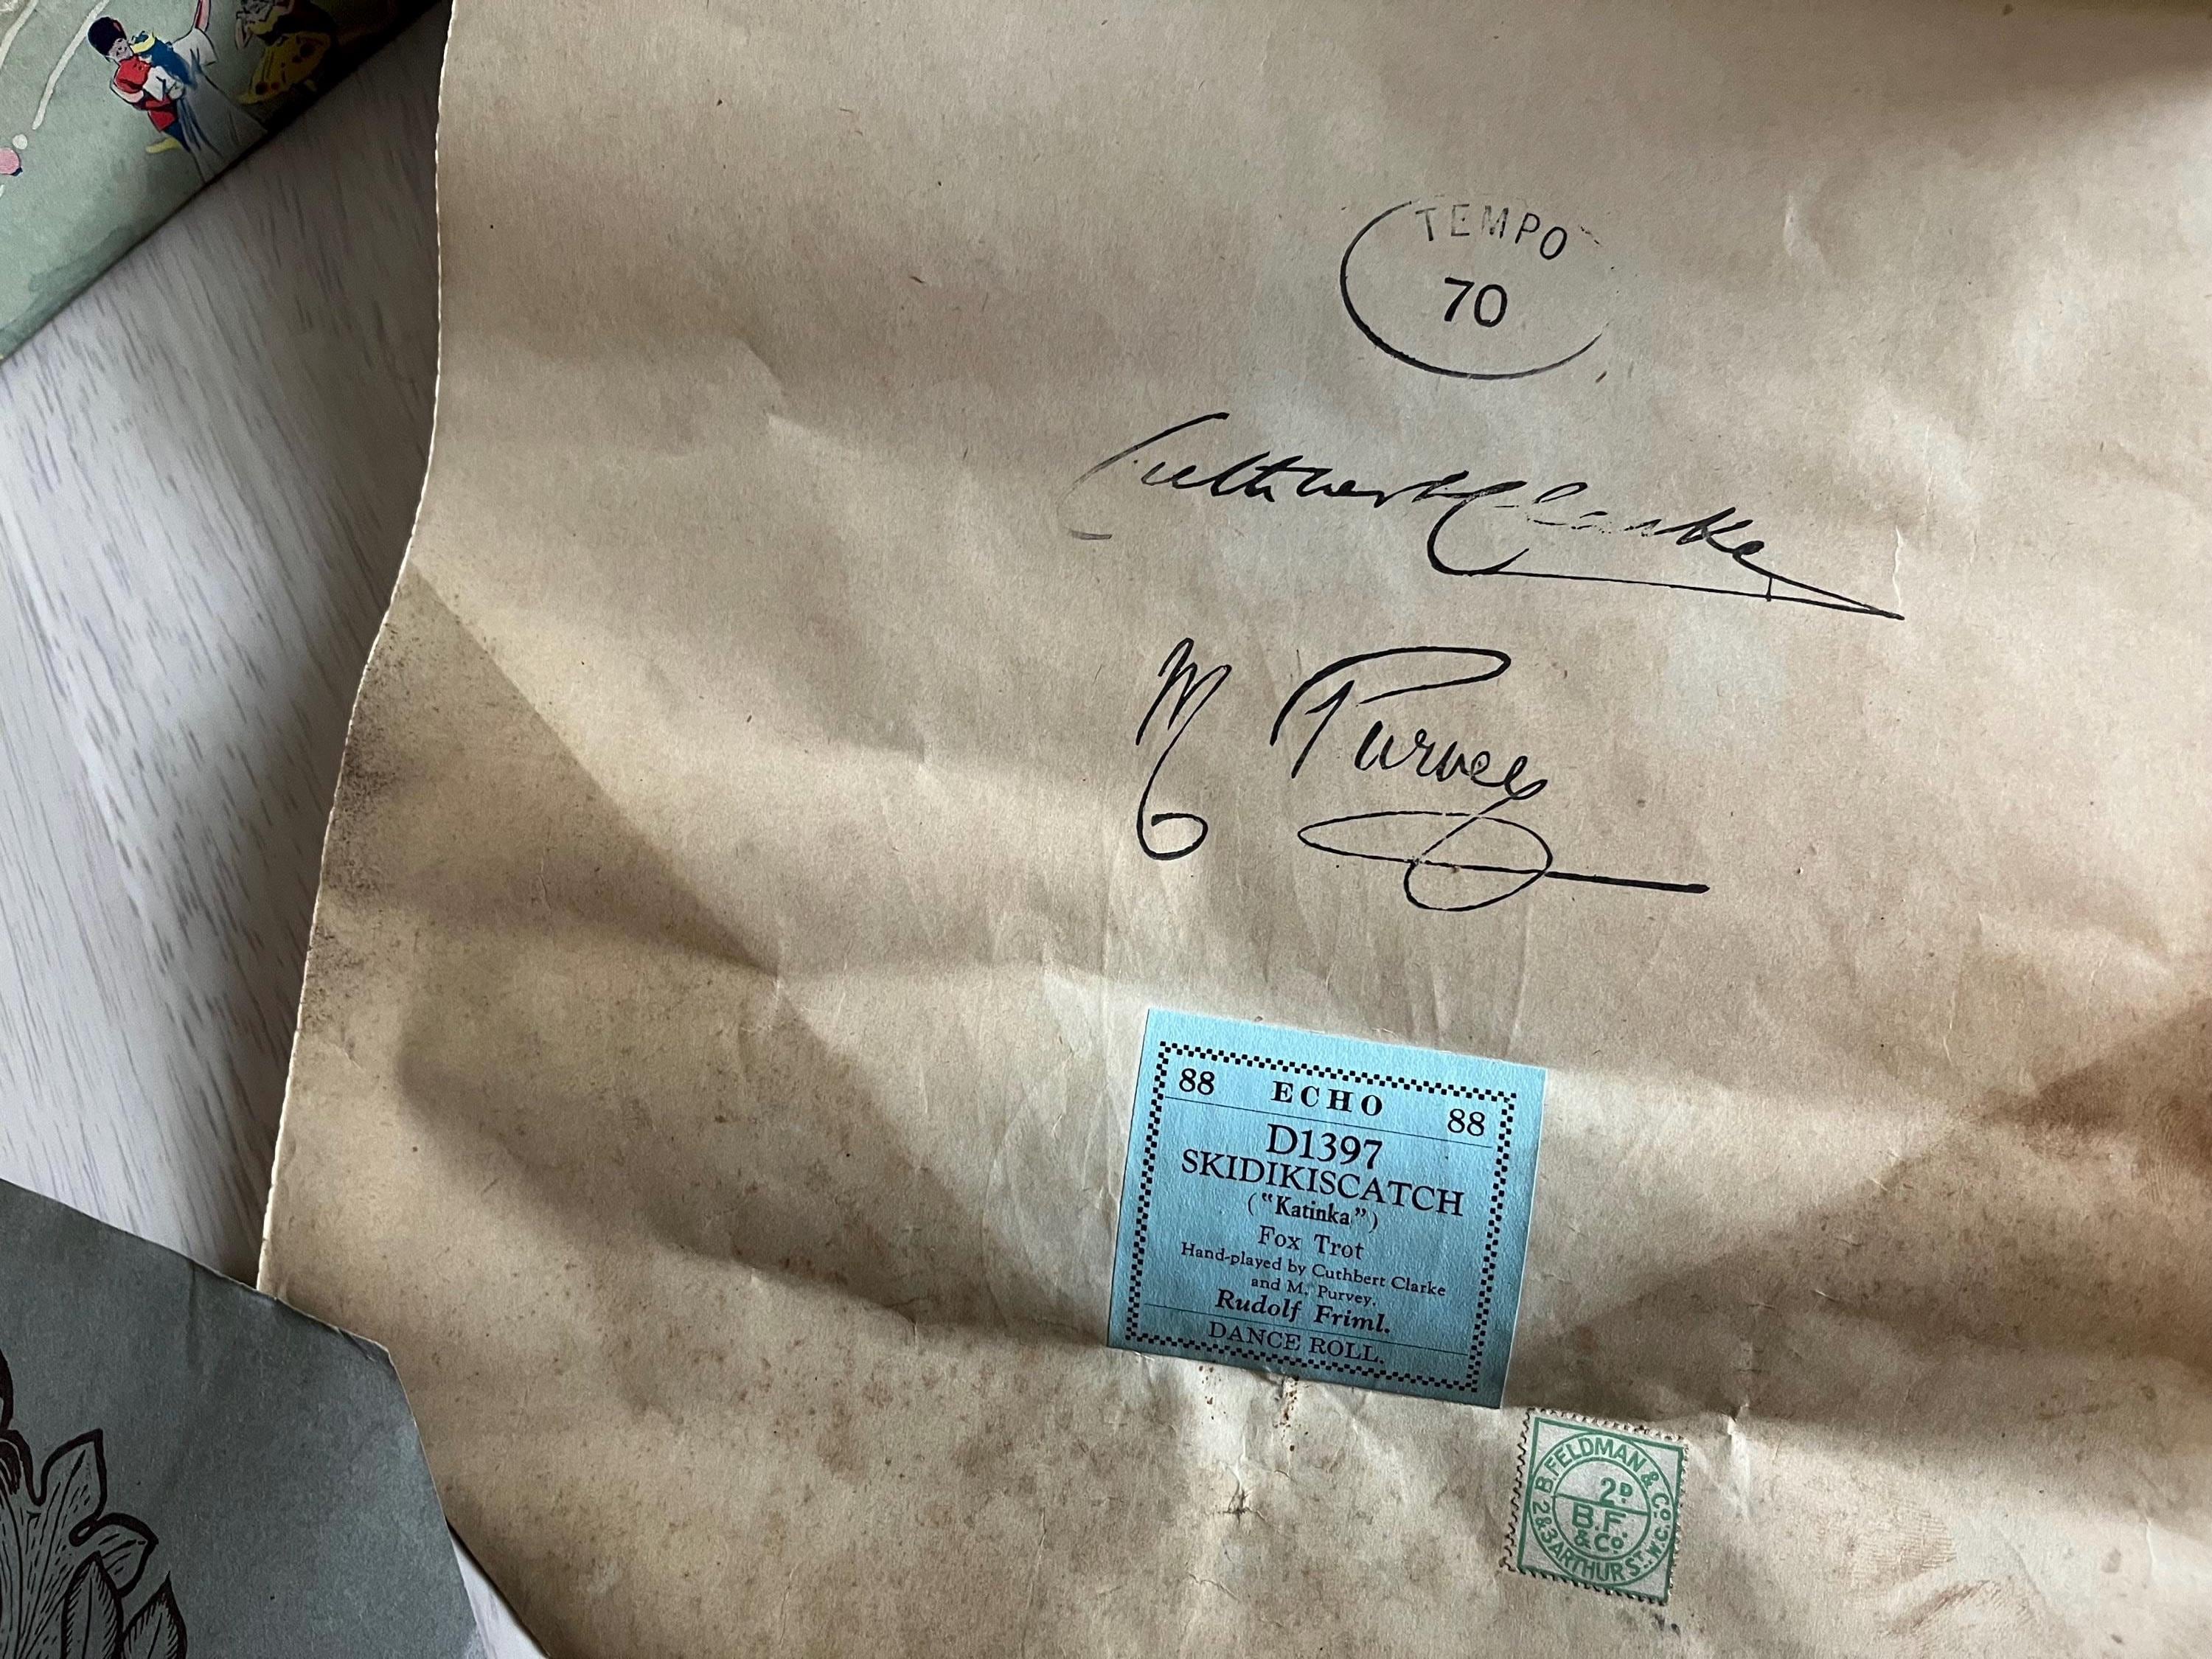 TEMPO
70
Cuthbert Clarke
M Purvey
88 ECHO 88
D1397
SKIDIKISCATCH
("Katinka")
Fox Trot
Hand-played by Cuthbert Clarke
and M. Purvey.
Rudolf Friml.
DANCE ROLL.
B. FELDMAN & Co.
2D.
B.F.
& Co.
2 & 3 ARTHUR ST. W.C.